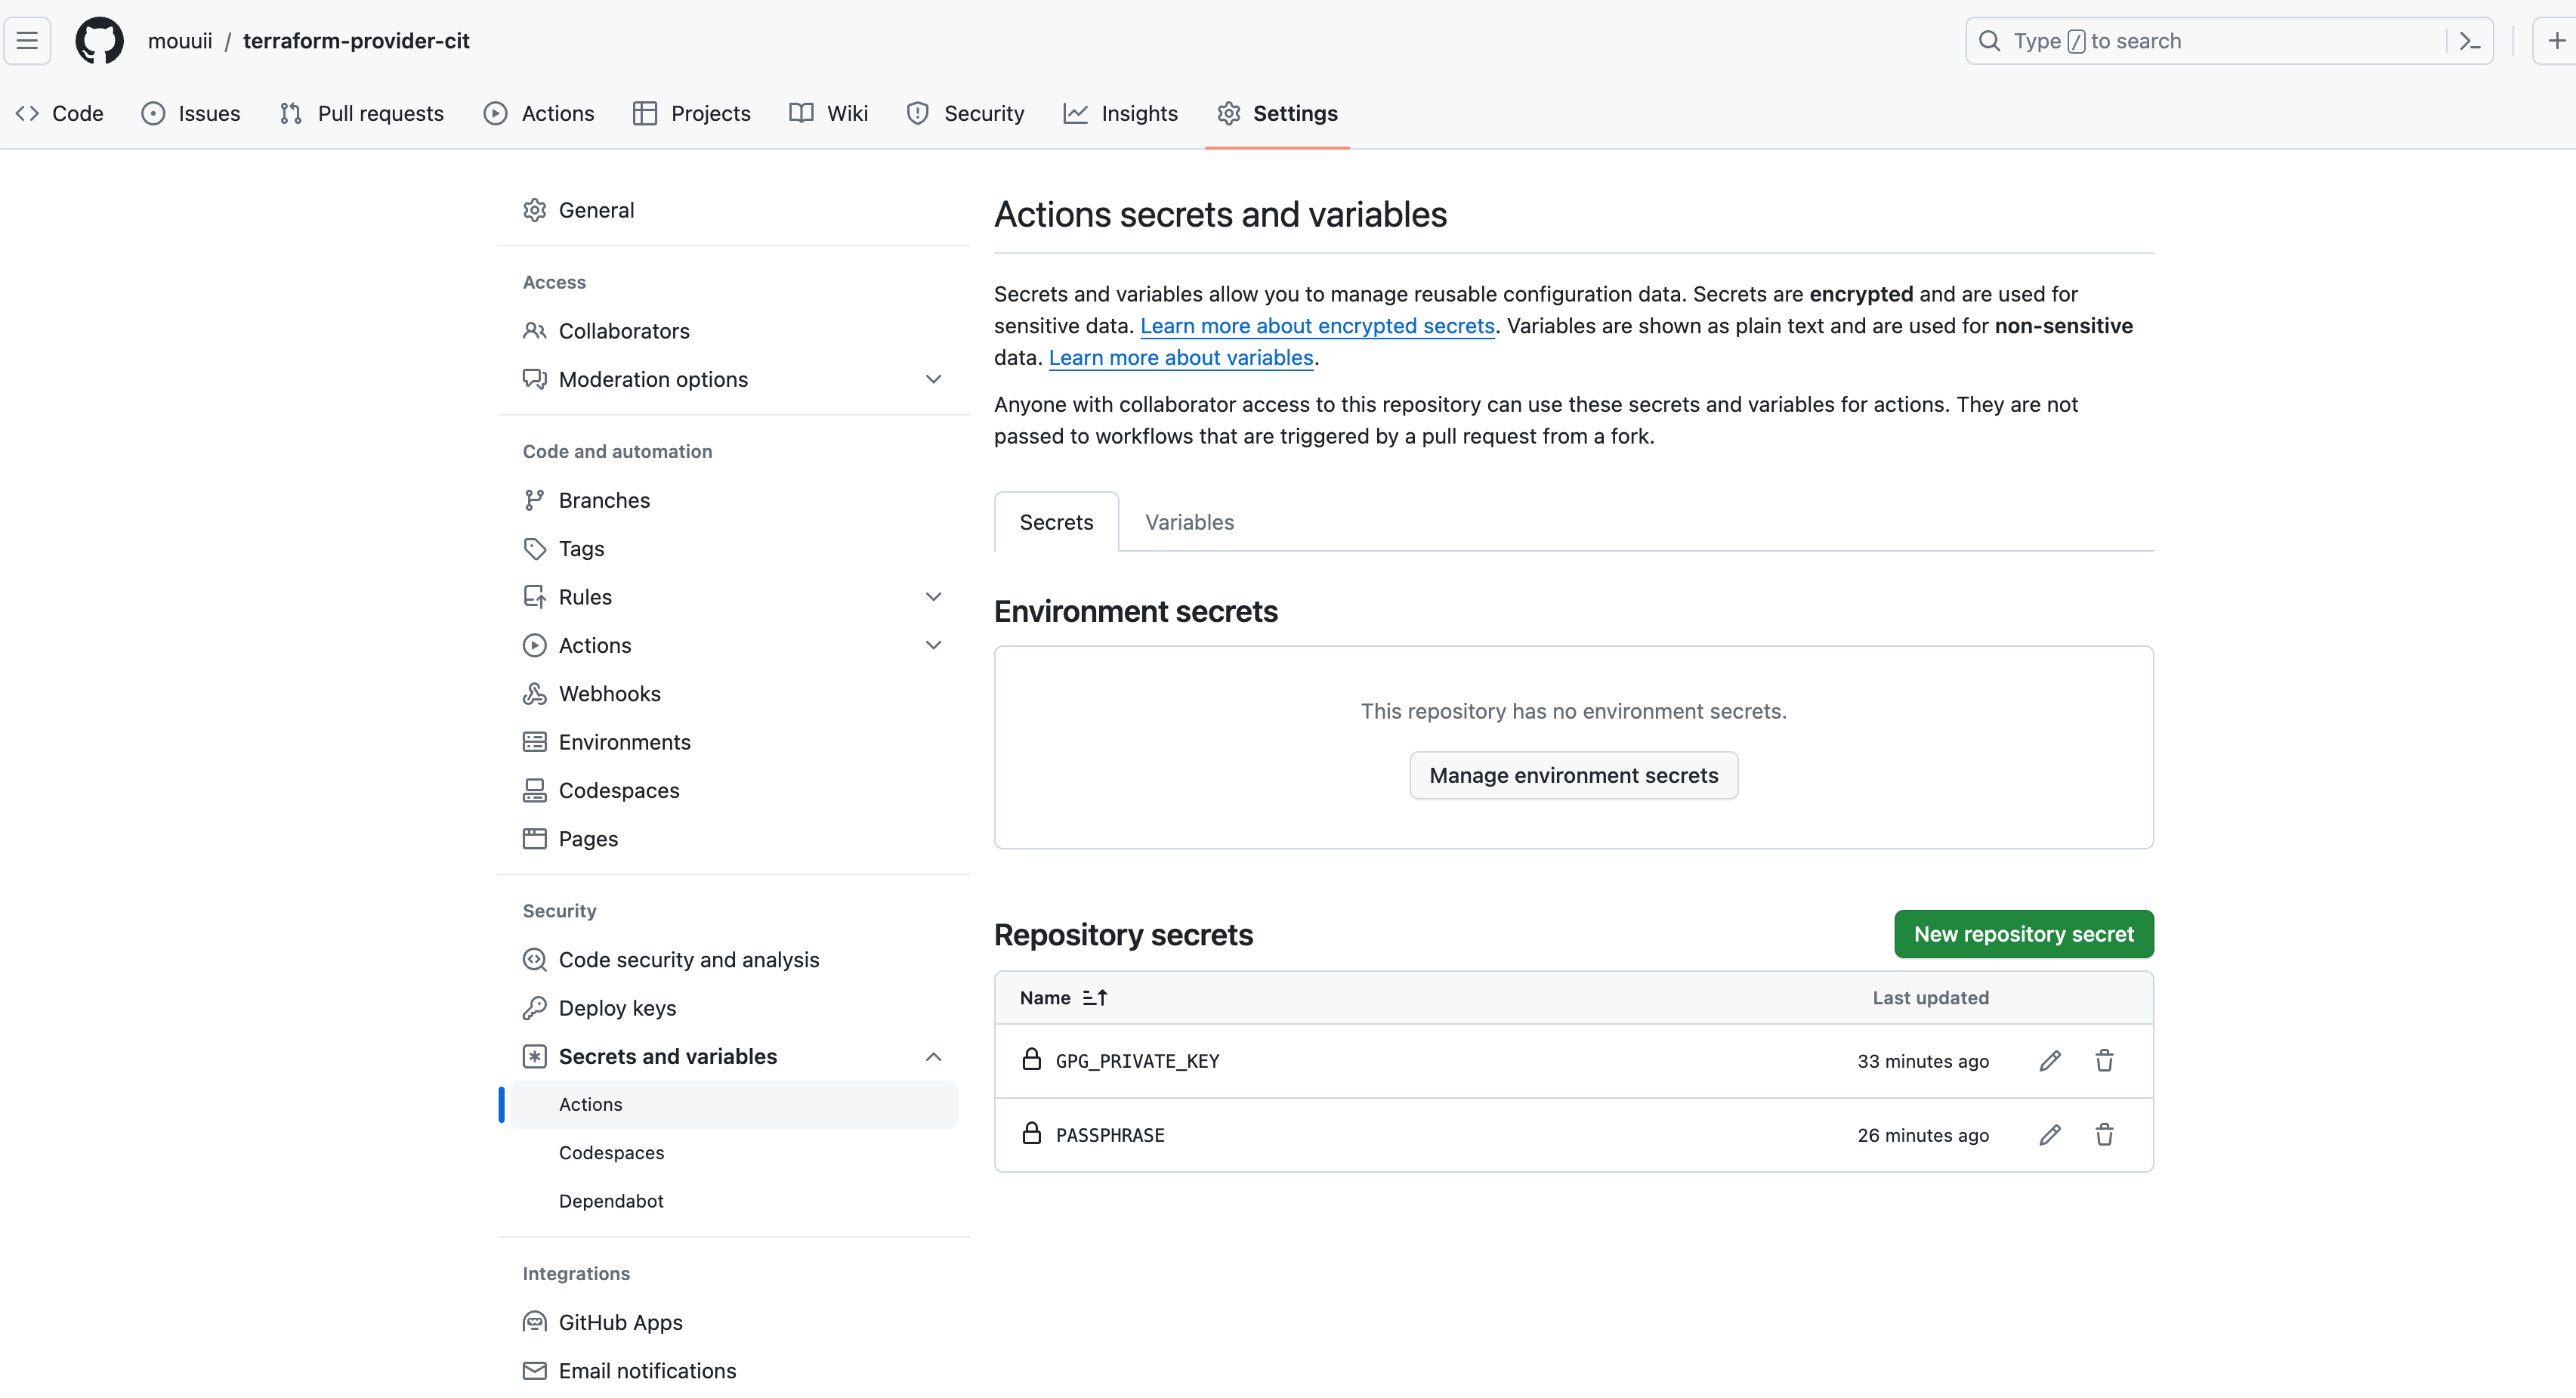 mouuii / terraform-provider-cit
Type / to search
Code
Issues
Pull requests
Actions
Projects
Wiki
Security
Insights
Settings
General
Access
Collaborators
Moderation options
Code and automation
Branches
Tags
Rules
Actions
Webhooks
Environments
Codespaces
Pages
Security
Code security and analysis
Deploy keys
Secrets and variables
Actions
Codespaces
Dependabot
Integrations
GitHub Apps
Email notifications
Actions secrets and variables
Secrets and variables allow you to manage reusable configuration data. Secrets are encrypted and are used for
sensitive data. Learn more about encrypted secrets. Variables are shown as plain text and are used for non-sensitive
data. Learn more about variables.
Anyone with collaborator access to this repository can use these secrets and variables for actions. They are not
passed to workflows that are triggered by a pull request from a fork.
Secrets
Variables
Environment secrets
This repository has no environment secrets.
Manage environment secrets
Repository secrets
New repository secret
Name
Last updated
GPG_PRIVATE_KEY
33 minutes ago
PASSPHRASE
26 minutes ago